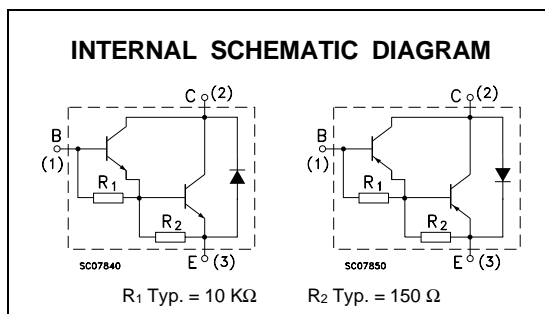 INTERNAL SCHEMATIC DIAGRAM
C (2) C (2)
B B
(1) (1)
R1 R1
R2 R2
SC07840 E (3) SC07850 E (3)
R1 Typ. = 10 KΩ R2 Typ. = 150 Ω